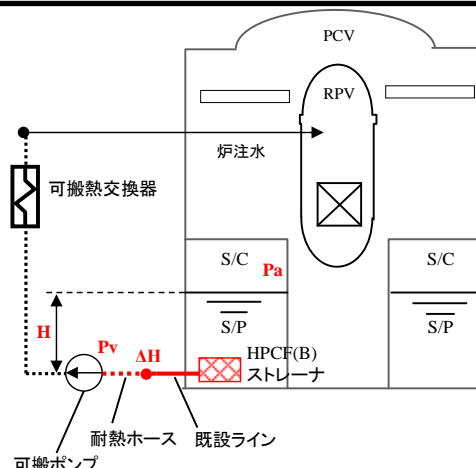 PCV
RPV
炉注水
可搬熱交換器
S/C
Pa
S/C
H
S/P
S/P
Pv
ΔH
HPCF(B)
ストレーナ
耐熱ホース
既設ライン
可搬ポンプ